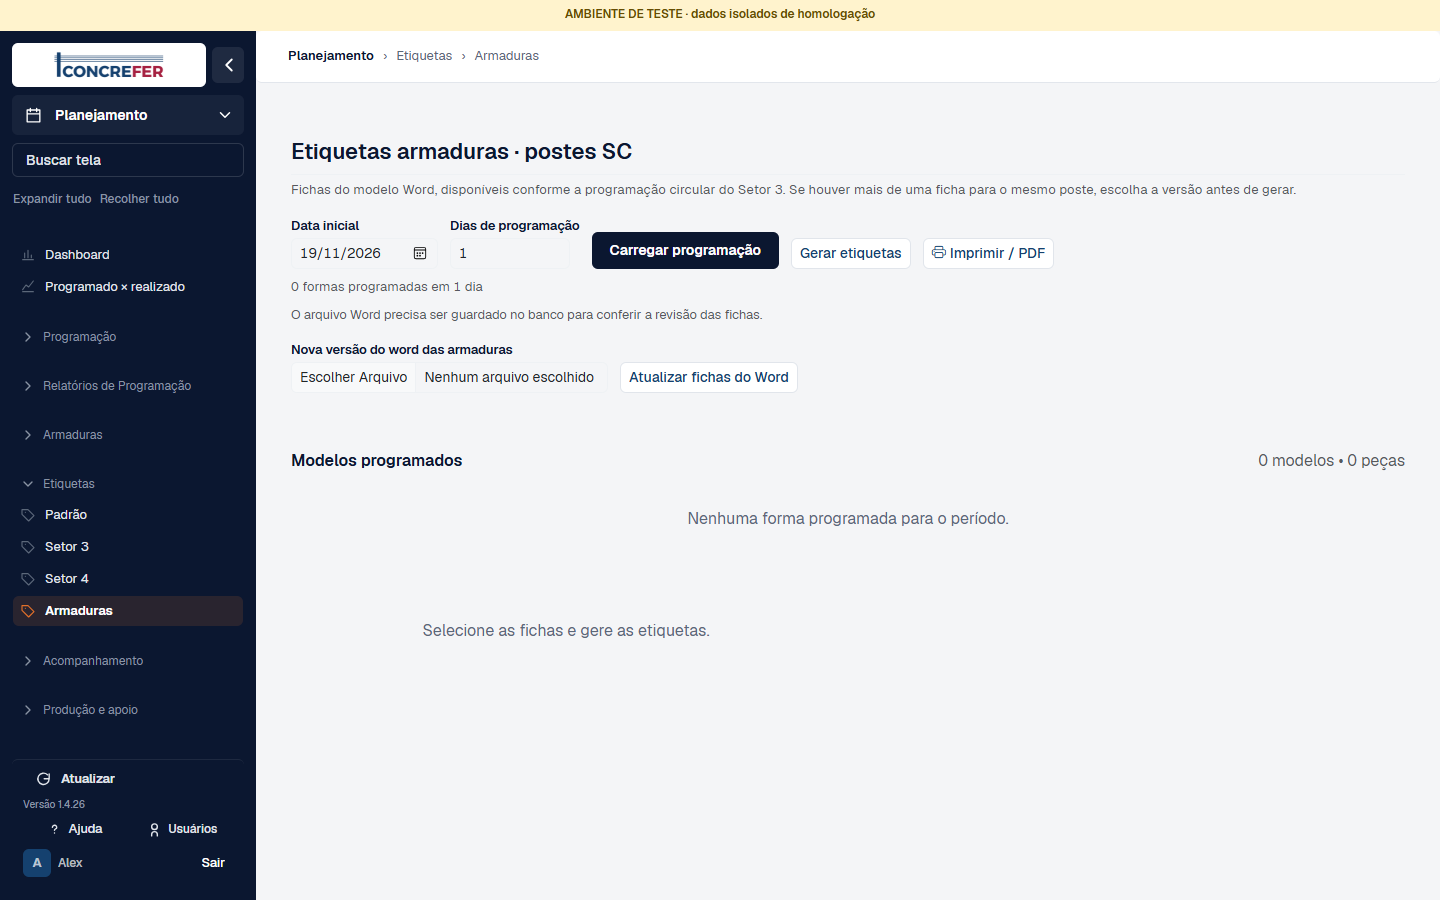 AMBIENTE DE TESTE · dados isolados de homologação
CONCREFER
Planejamento
Buscar tela
Expandir tudo Recolher tudo
Dashboard
Programado × realizado
Programação
Relatórios de Programação
Armaduras
Etiquetas
Padrão
Setor 3
Setor 4
Armaduras
Acompanhamento
Produção e apoio
Atualizar
Versão 1.4.26
? Ajuda Usuários
A Alex Sair
Planejamento › Etiquetas › Armaduras
Etiquetas armaduras · postes SC
Fichas do modelo Word, disponíveis conforme a programação circular do Setor 3. Se houver mais de uma ficha para o mesmo poste, escolha a versão antes de gerar.
Data inicial Dias de programação
19/11/2026 1 Carregar programação Gerar etiquetas Imprimir / PDF
0 formas programadas em 1 dia
O arquivo Word precisa ser guardado no banco para conferir a revisão das fichas.
Nova versão do word das armaduras
Escolher Arquivo Nenhum arquivo escolhido Atualizar fichas do Word
Modelos programados 0 modelos • 0 peças
Nenhuma forma programada para o período.
Selecione as fichas e gere as etiquetas.